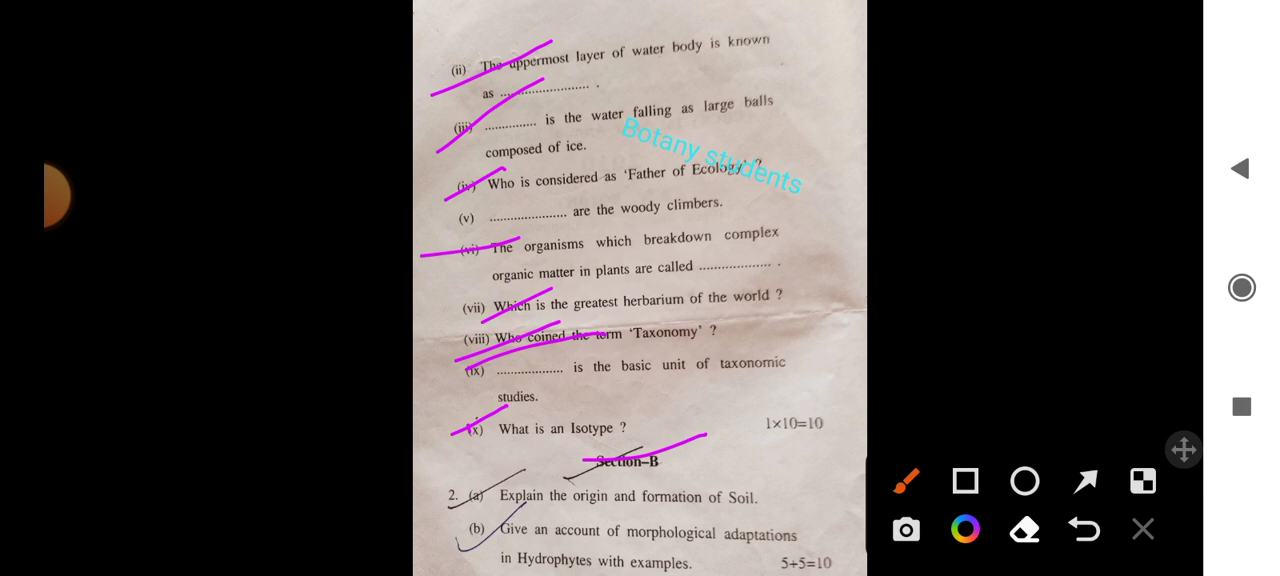 (ii) The uppermost layer of water body is known
as ...................... .
(iii) .............. is the water falling as large balls
composed of ice.
Botany students
(iv) Who is considered as 'Father of Ecology' ?
(v) ..................... are the woody climbers.
(vi) The organisms which breakdown complex
organic matter in plants are called ................... .
(vii) Which is the greatest herbarium of the world ?
(viii) Who coined the term 'Taxonomy' ?
(ix) .................. is the basic unit of taxonomic
studies.
(x) What is an Isotype ? 1×10=10
Section–B
2. (a) Explain the origin and formation of Soil.
(b) Give an account of morphological adaptations
in Hydrophytes with examples. 5+5=10